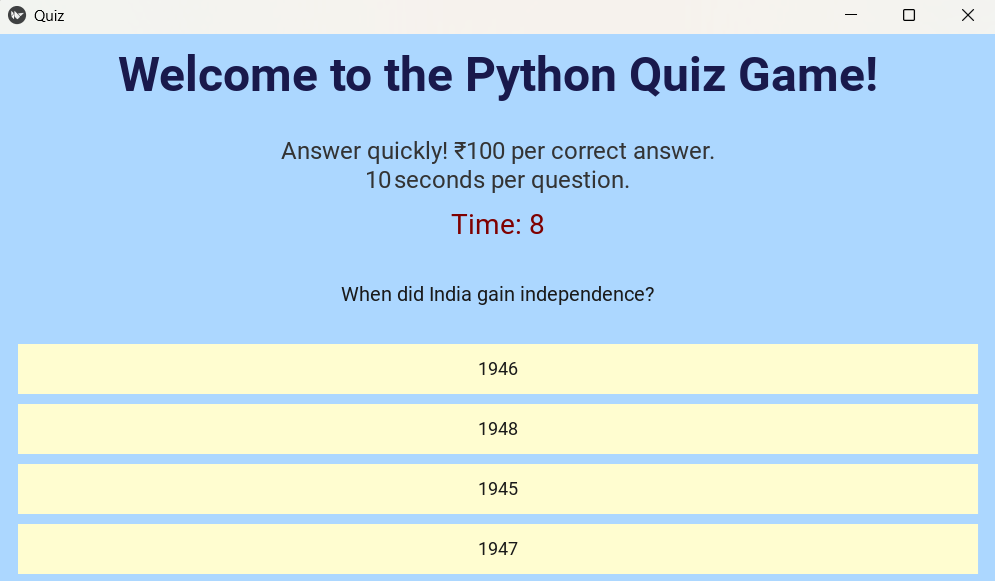 Quiz
Welcome to the Python Quiz Game!
Answer quickly! ₹100 per correct answer.
10 seconds per question.
Time: 8
When did India gain independence?
1946
1948
1945
1947